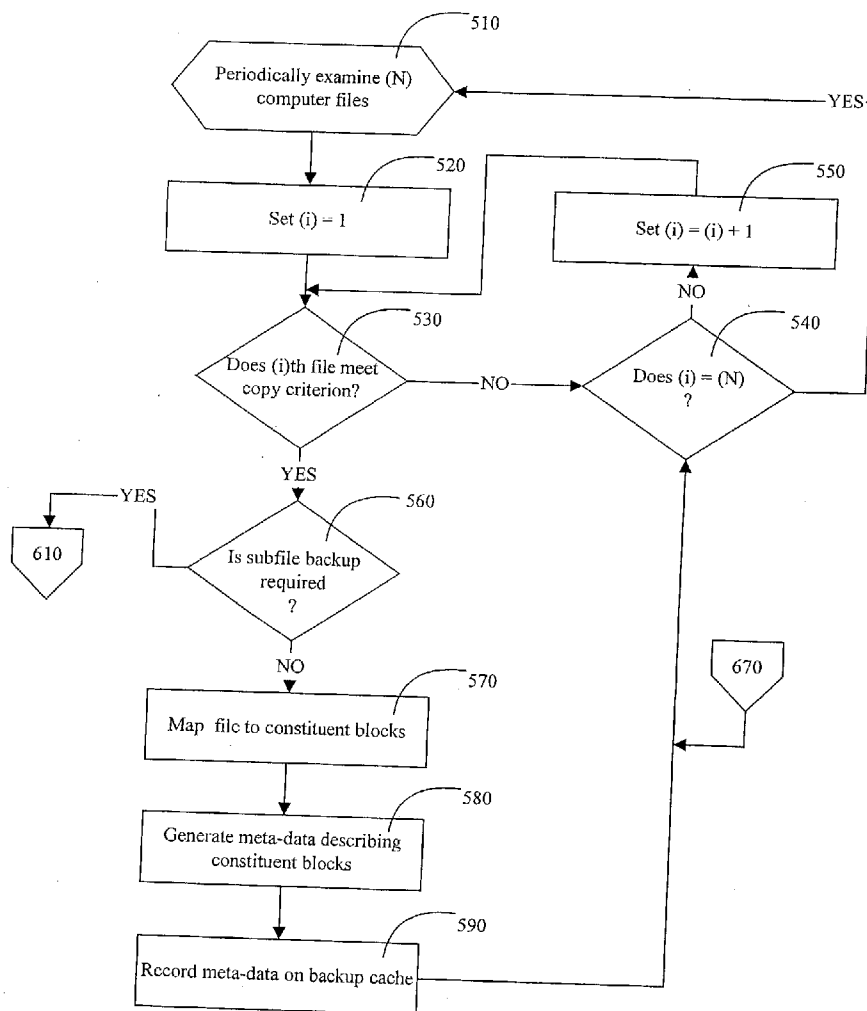 510
Periodically examine (N)
computer files
YES
520
Set (i) = 1
550
Set (i) = (i) + 1
NO
530
Does (i)th file meet
copy criterion?
NO
540
Does (i) = (N)
?
YES
YES
610
560
Is subfile backup
required
?
NO
670
570
Map file to constituent blocks
580
Generate meta-data describing
constituent blocks
590
Record meta-data on backup cache